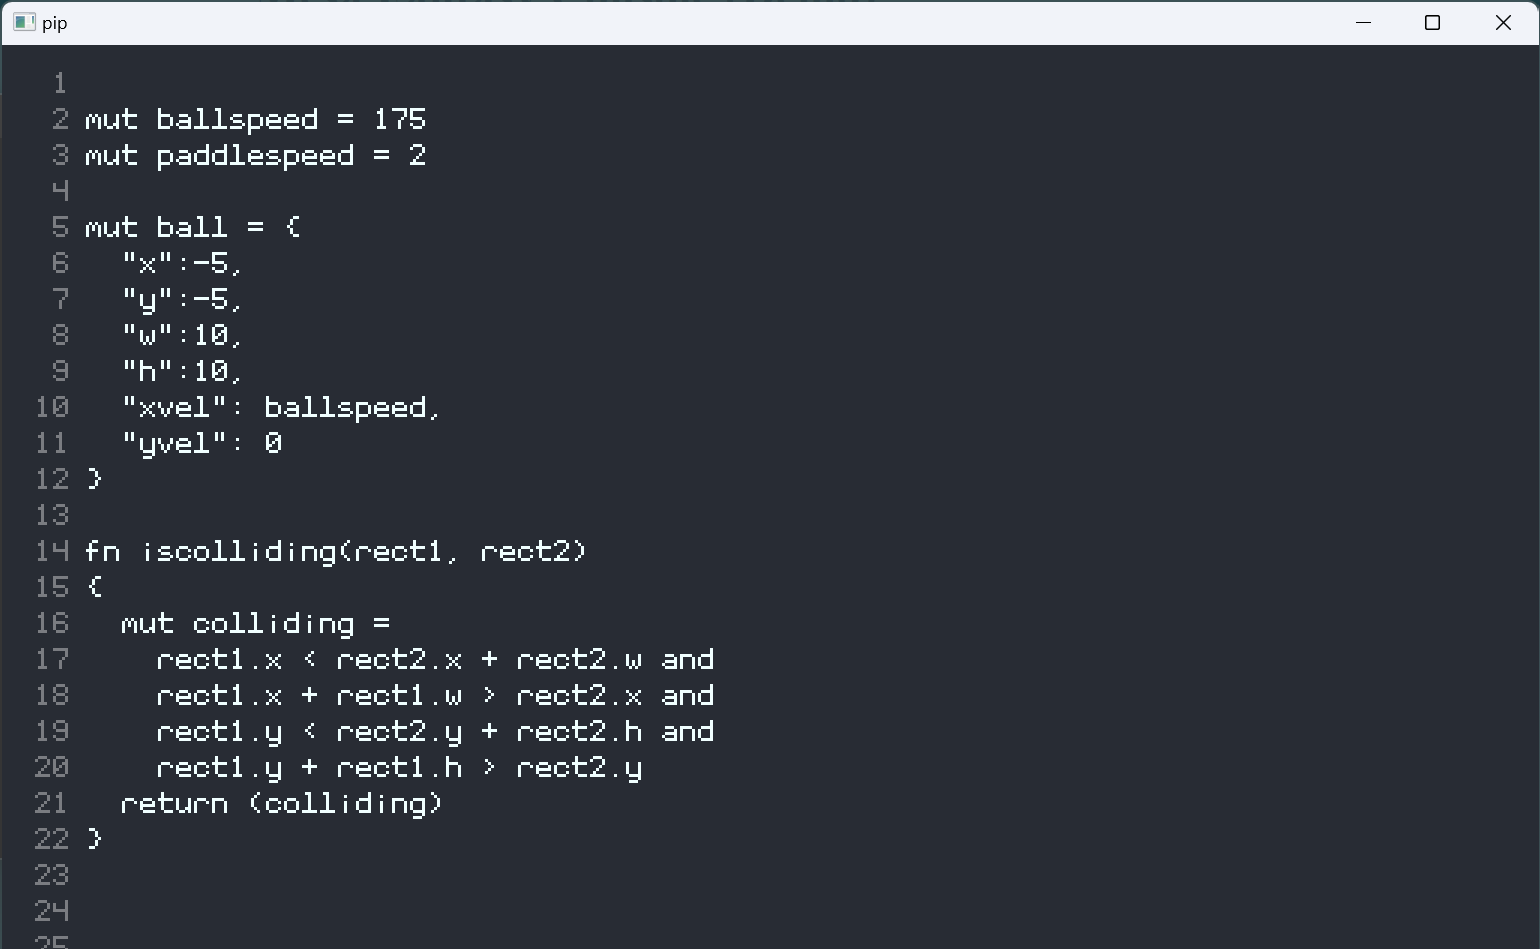 pip
1
2 mut ballspeed = 175
3 mut paddlespeed = 2
4
5 mut ball = {
6   "x":-5,
7   "y":-5,
8   "w":10,
9   "h":10,
10   "xvel": ballspeed,
11   "yvel": 0
12 }
13
14 fn iscolliding(rect1, rect2)
15 {
16   mut colliding =
17     rect1.x < rect2.x + rect2.w and
18     rect1.x + rect1.w > rect2.x and
19     rect1.y < rect2.y + rect2.h and
20     rect1.y + rect1.h > rect2.y
21   return (colliding)
22 }
23
24
25